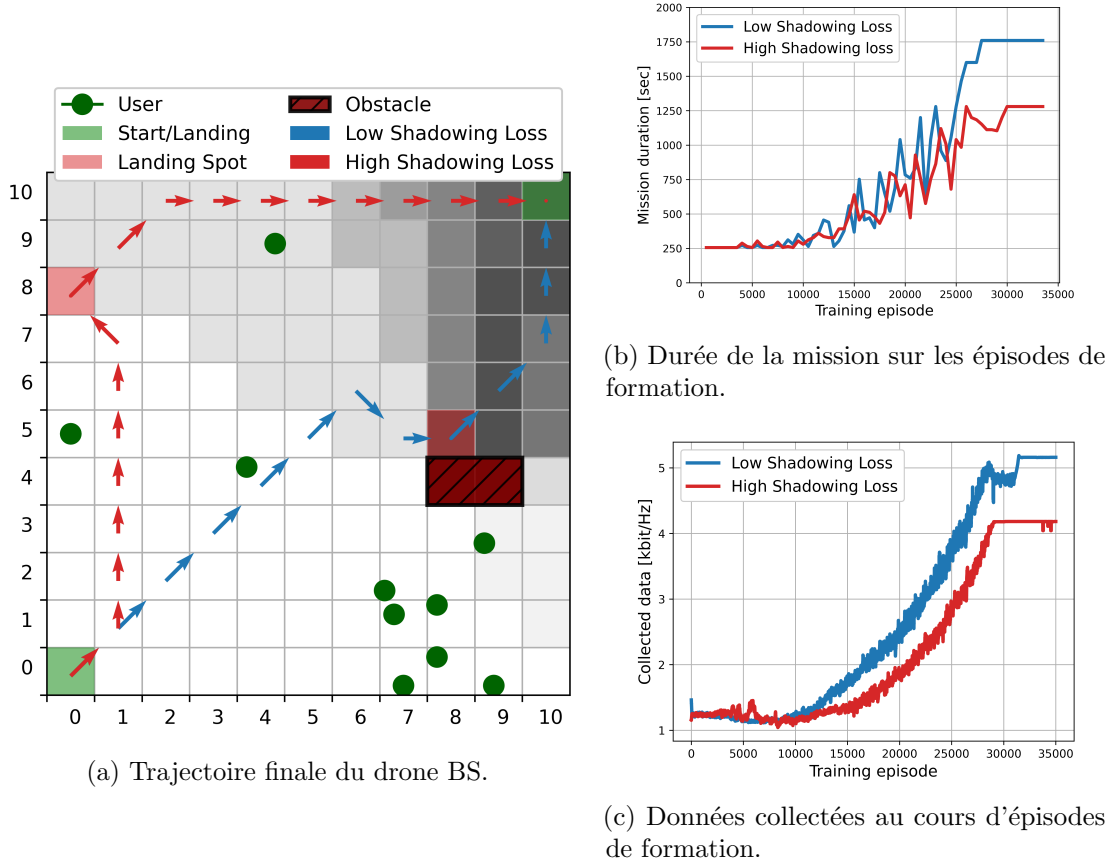 User
Start/Landing
Landing Spot
Obstacle
Low Shadowing Loss
High Shadowing Loss
10
9
8
7
6
5
4
3
2
1
0
0 1 2 3 4 5 6 7 8 9 10
(a) Trajectoire finale du drone BS.
Low Shadowing Loss
High Shadowing loss
Mission duration [sec]
2000
1750
1500
1250
1000
750
500
250
0
0 5000 10000 15000 20000 25000 30000 35000
Training episode
(b) Durée de la mission sur les épisodes de
formation.
Low Shadowing Loss
High Shadowing Loss
Collected data [kbit/Hz]
5
4
3
2
1
0 5000 10000 15000 20000 25000 30000 35000
Training episode
(c) Données collectées au cours d'épisodes
de formation.